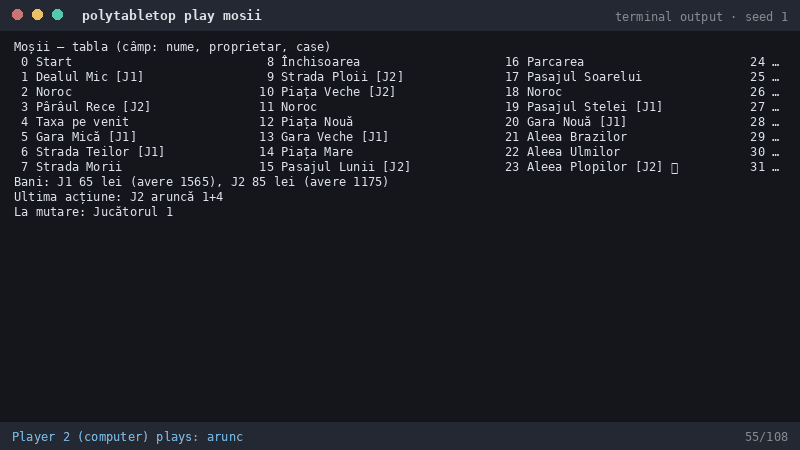 polytabletop play mosii
terminal output · seed 1
Moșii — tabla (câmp: nume, proprietar, case)
0 Start 8 Închisoarea 16 Parcarea 24 …
1 Dealul Mic [J1] 9 Strada Ploii [J2] 17 Pasajul Soarelui 25 …
2 Noroc 10 Piața Veche [J2] 18 Noroc 26 …
3 Pârâul Rece [J2] 11 Noroc 19 Pasajul Stelei [J1] 27 …
4 Taxa pe venit 12 Piața Nouă 20 Gara Nouă [J1] 28 …
5 Gara Mică [J1] 13 Gara Veche [J1] 21 Aleea Brazilor 29 …
6 Strada Teilor [J1] 14 Piața Mare 22 Aleea Ulmilor 30 …
7 Strada Morii 15 Pasajul Lunii [J2] 23 Aleea Plopilor [J2] 31 …
Bani: J1 65 lei (avere 1565), J2 85 lei (avere 1175)
Ultima acțiune: J2 aruncă 1+4
La mutare: Jucătorul 1
Player 2 (computer) plays: arunc
55/108